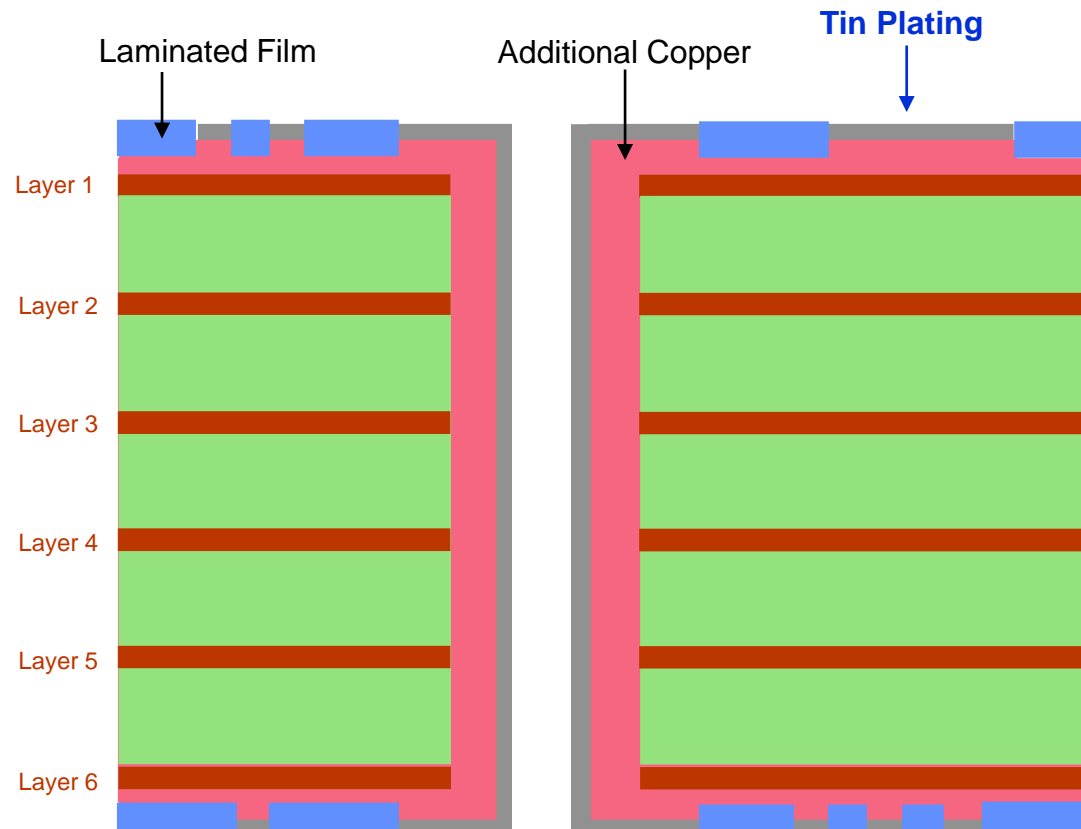 Tin Plating
Laminated Film
Additional Copper
Layer 1
Layer 2
Layer 3
Layer 4
Layer 5
Layer 6